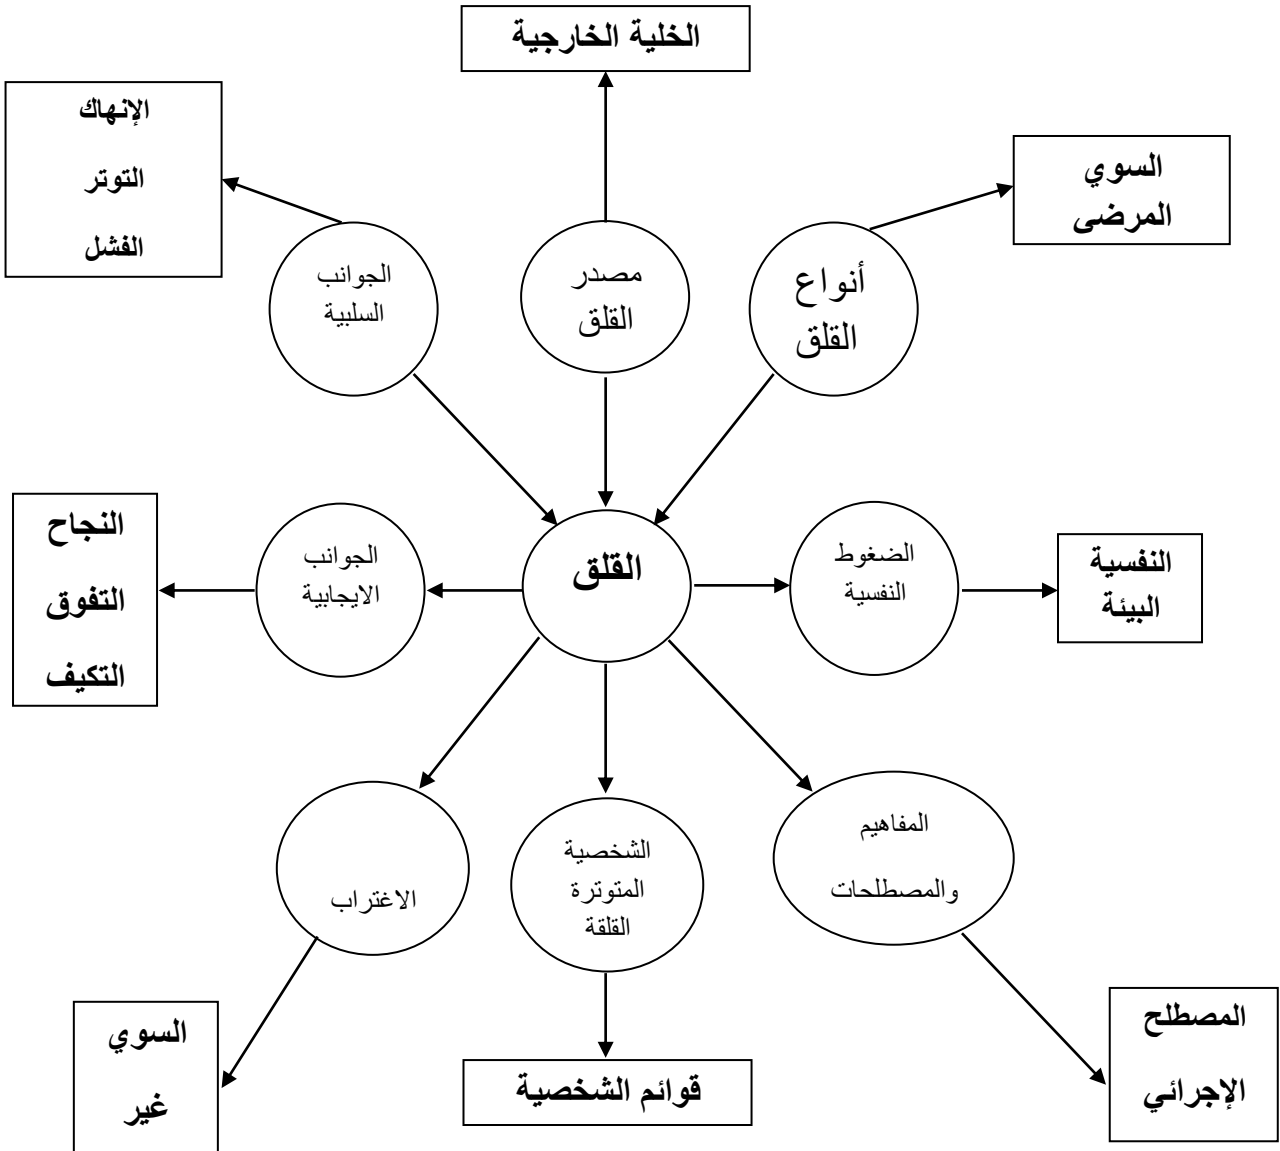 الخلية الخارجية
السوي
المرضى
الإنهاك
التوتر
الفشل
أنواع
القلق
مصدر
القلق
الجوانب
السلبية
القلق
الضغوط
النفسية
النفسية
البيئة
الجوانب
الايجابية
النجاح
التفوق
التكيف
المفاهيم
والمصطلحات
الشخصية
المتوترة
القلقة
الاغتراب
المصطلح
الإجرائي
قوائم الشخصية
السوي
غير